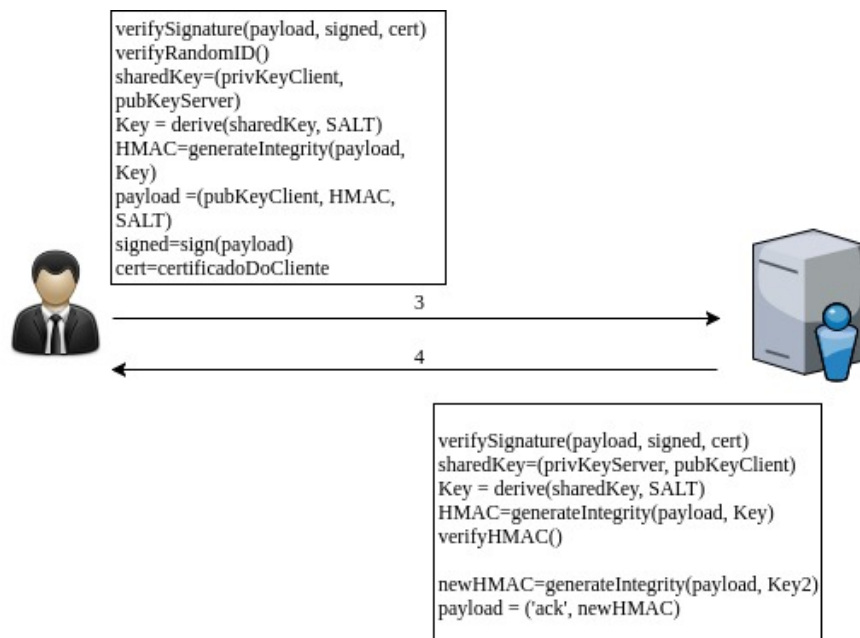 verifySignature(payload, signed, cert)
verifyRandomID()
sharedKey=(privKeyClient,
pubKeyServer)
Key = derive(sharedKey, SALT)
HMAC=generateIntegrity(payload,
Key)
payload =(pubKeyClient, HMAC,
SALT)
signed=sign(payload)
cert=certificadoDoCliente
3
4
verifySignature(payload, signed, cert)
sharedKey=(privKeyServer, pubKeyClient)
Key = derive(sharedKey, SALT)
HMAC=generateIntegrity(payload, Key)
verifyHMAC()
newHMAC=generateIntegrity(payload, Key2)
payload = ('ack', newHMAC)